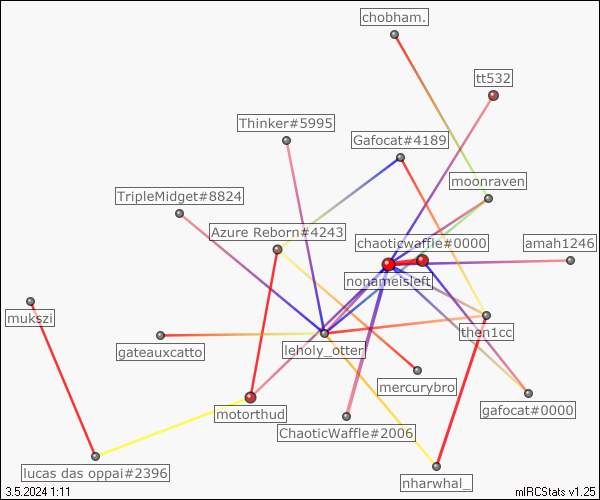 chobham.
tt532
Thinker#5995
Gafocat#4189
moonraven
TripleMidget#8824
Azure Reborn#4243
chaoticwaffle#0000
amah1246
nonameisleft
mukszi
then1cc
gateauxcatto
leholy_otter
mercurybro
motorthud
gafocat#0000
ChaoticWaffle#2006
lucas das oppai#2396
nharwhal_
3.5.2024 1:11
mIRCStats v1.25